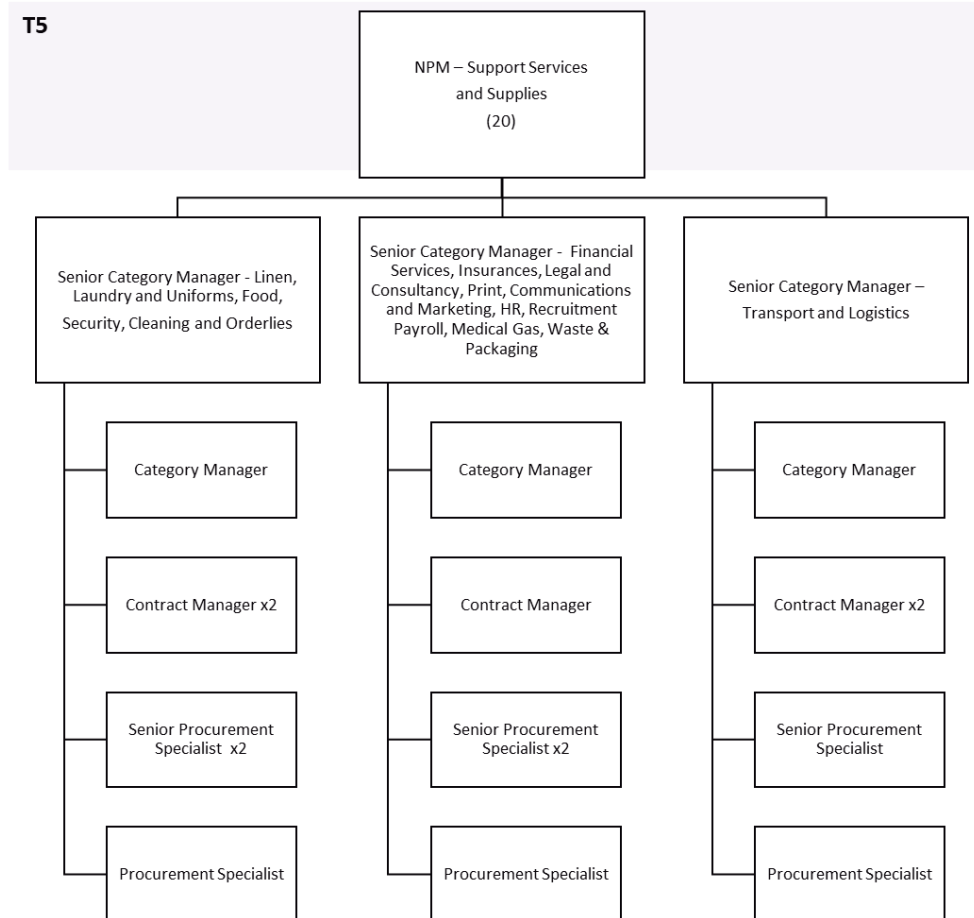 T5
NPM – Support Services
and Supplies
(20)
Senior Category Manager - Linen,
Laundry and Uniforms, Food,
Security, Cleaning and Orderlies
Senior Category Manager -  Financial
Services, Insurances, Legal and
Consultancy, Print, Communications
and Marketing, HR, Recruitment
Payroll, Medical Gas, Waste &
Packaging
Senior Category Manager –
Transport and Logistics
Category Manager
Contract Manager x2
Senior Procurement
Specialist  x2
Procurement Specialist
Category Manager
Contract Manager
Senior Procurement
Specialist x2
Procurement Specialist
Category Manager
Contract Manager x2
Senior Procurement
Specialist
Procurement Specialist